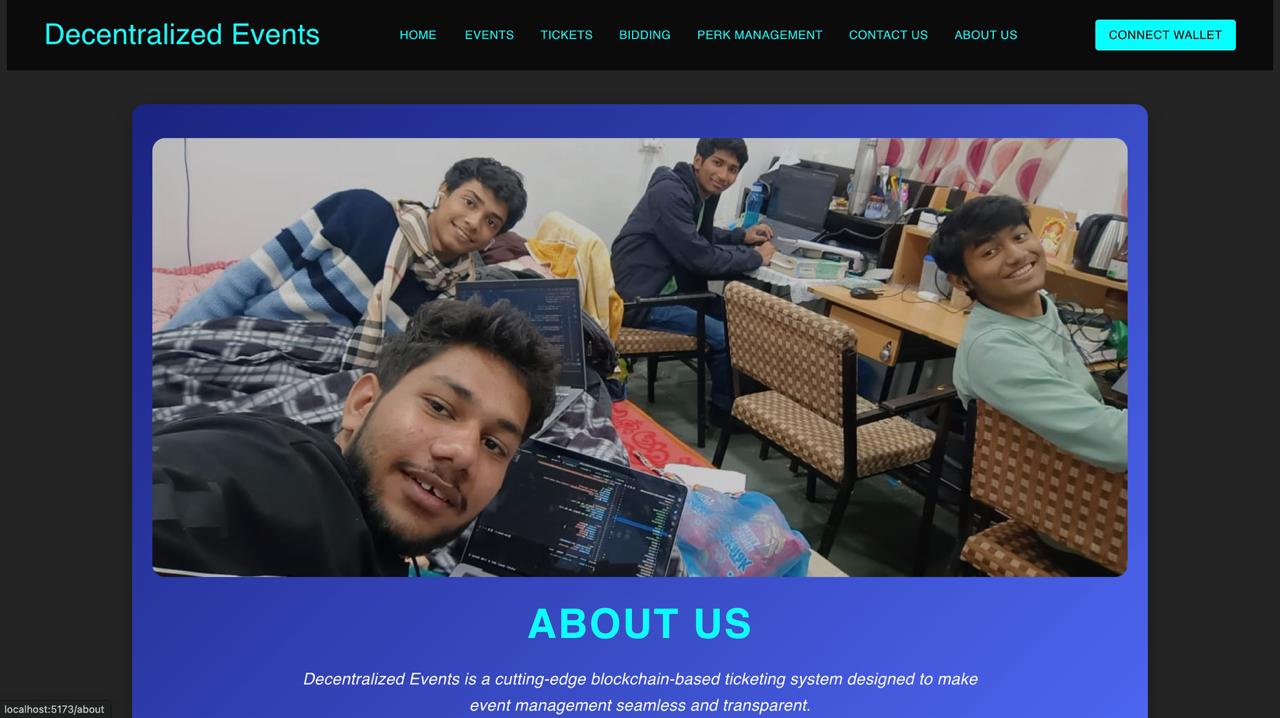 Decentralized Events
HOME EVENTS TICKETS BIDDING PERK MANAGEMENT CONTACT US ABOUT US
CONNECT WALLET
ABOUT US
Decentralized Events is a cutting-edge blockchain-based ticketing system designed to make
event management seamless and transparent.
localhost:5173/about